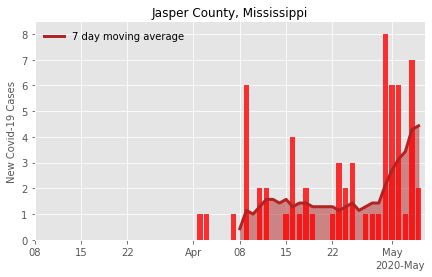 Jasper County, Mississippi
7 day moving average
New Covid-19 Cases
8
7
6
5
4
3
2
1
0
08 15 22 Apr 08 15 22 May
2020-May